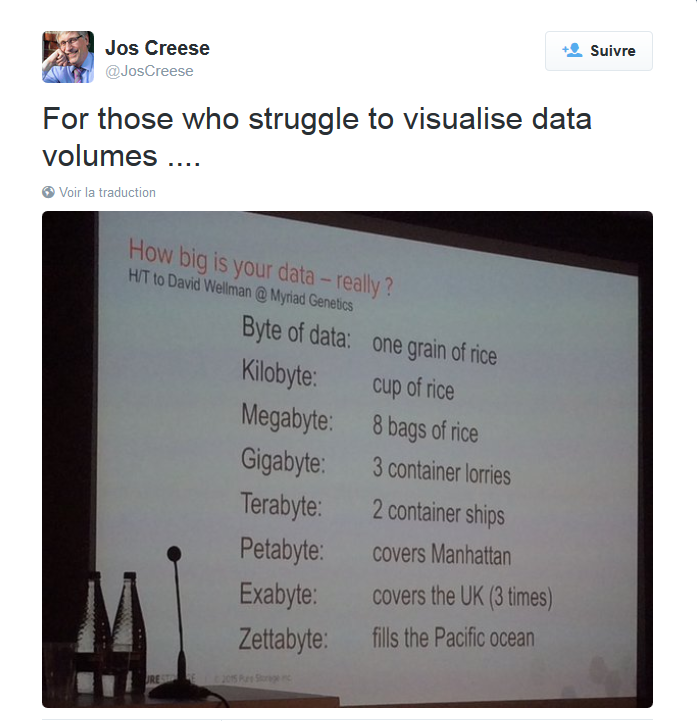 Jos Creese
@JosCreese
Suivre
For those who struggle to visualise data
volumes ....
Voir la traduction
How big is your data – really ?
H/T to David Wellman @ Myriad Genetics
Byte of data: one grain of rice
Kilobyte: cup of rice
Megabyte: 8 bags of rice
Gigabyte: 3 container lorries
Terabyte: 2 container ships
Petabyte: covers Manhattan
Exabyte: covers the UK (3 times)
Zettabyte: fills the Pacific ocean
© 2015 Pure Storage Inc.